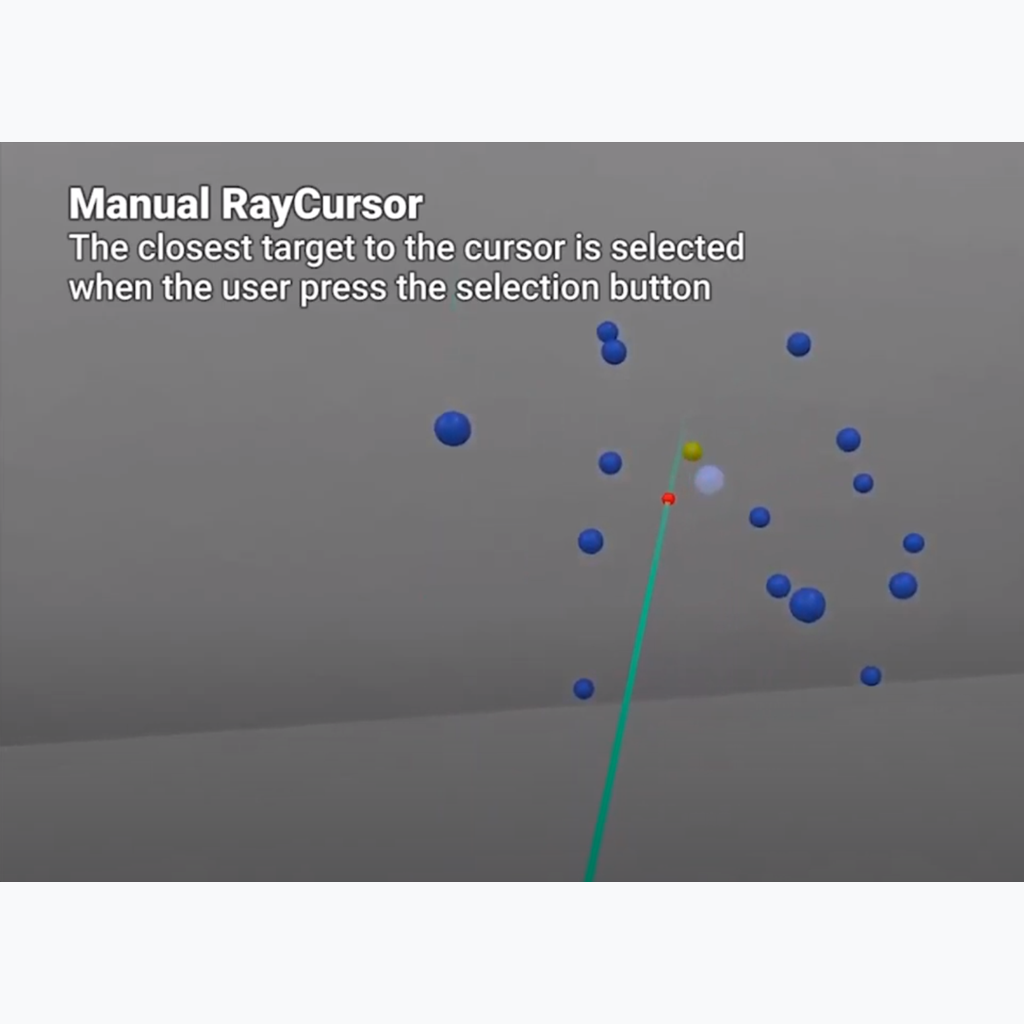 Manual RayCursor
The closest target to the cursor is selected
when the user press the selection button